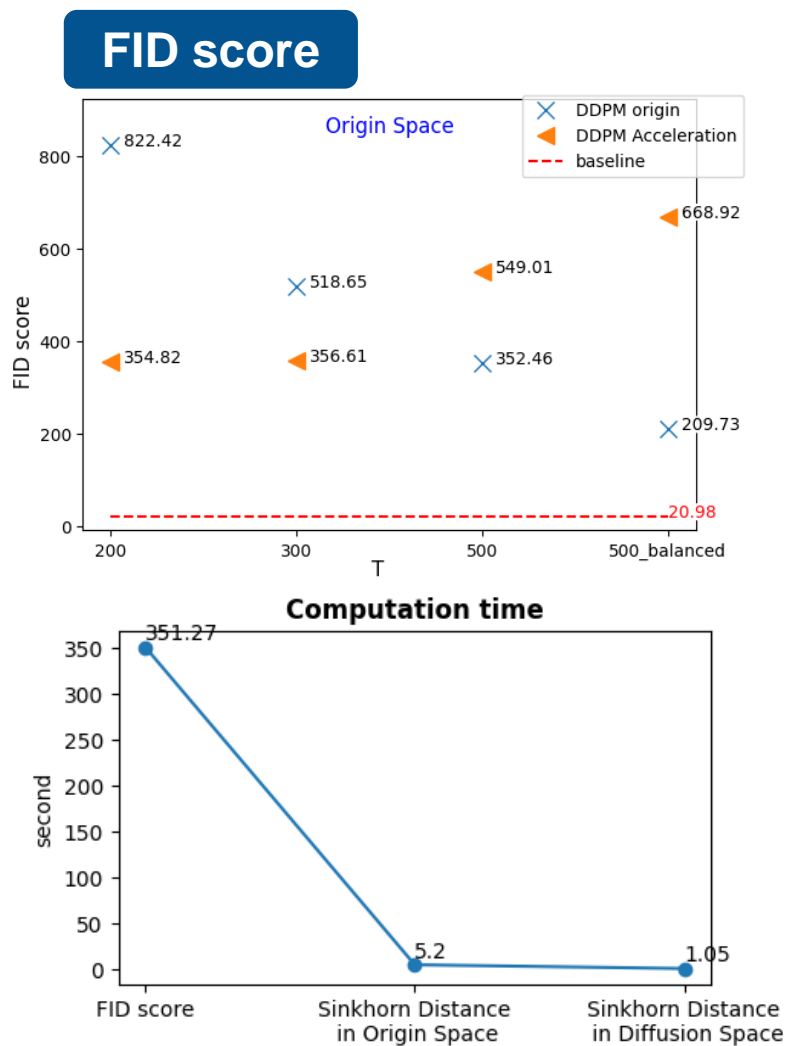 FID score
Origin Space
DDPM origin
DDPM Acceleration
baseline
FID score
800
600
400
200
0
822.42
354.82
518.65
356.61
549.01
352.46
668.92
209.73
20.98
200
300
500
500_balanced
T
Computation time
second
350
300
250
200
150
100
50
0
351.27
5.2
1.05
FID score
Sinkhorn Distance
in Origin Space
Sinkhorn Distance
in Diffusion Space